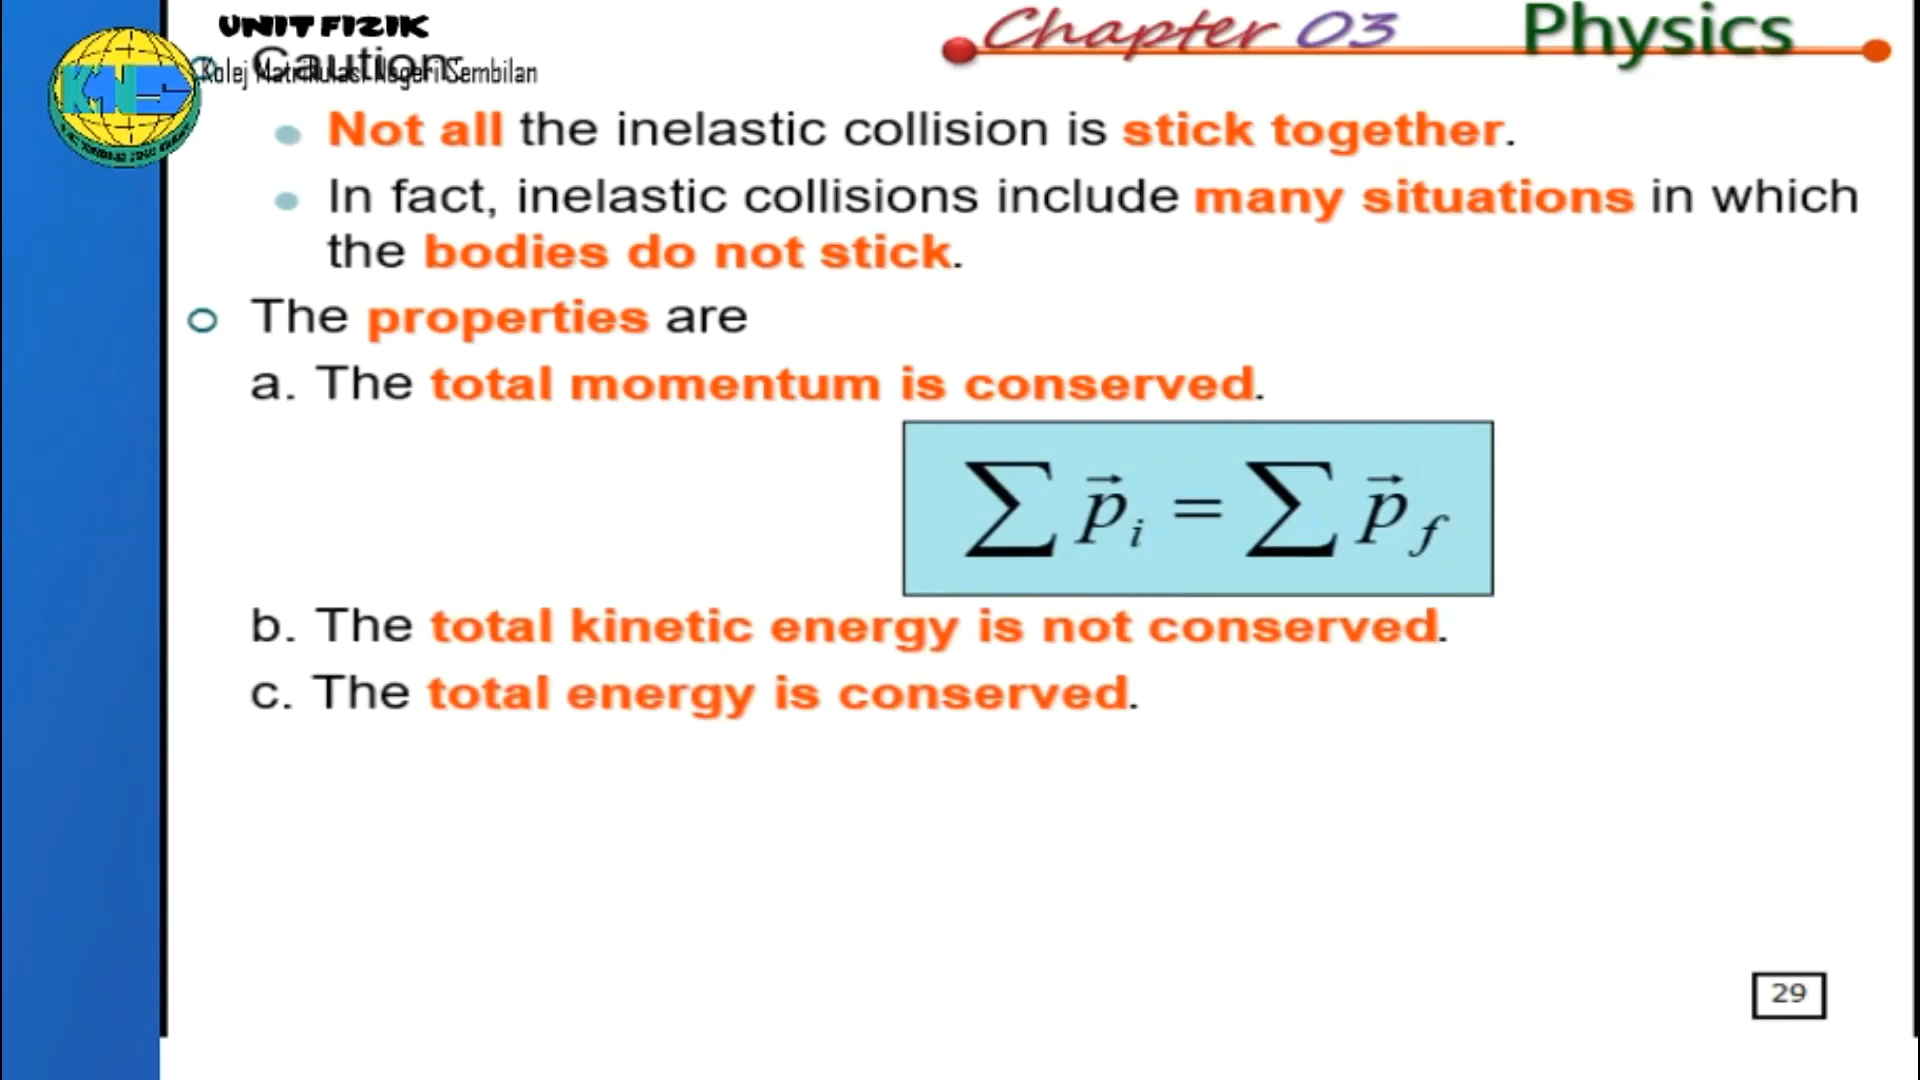 UNIT FIZIK
Kolej Matrikulasi Negeri Sembilan
Chapter 03 Physics
Caution:
Not all the inelastic collision is stick together.
In fact, inelastic collisions include many situations in which
the bodies do not stick.
The properties are
a. The total momentum is conserved.
∑ p⃗ᵢ = ∑ p⃗_f
b. The total kinetic energy is not conserved.
c. The total energy is conserved.
29